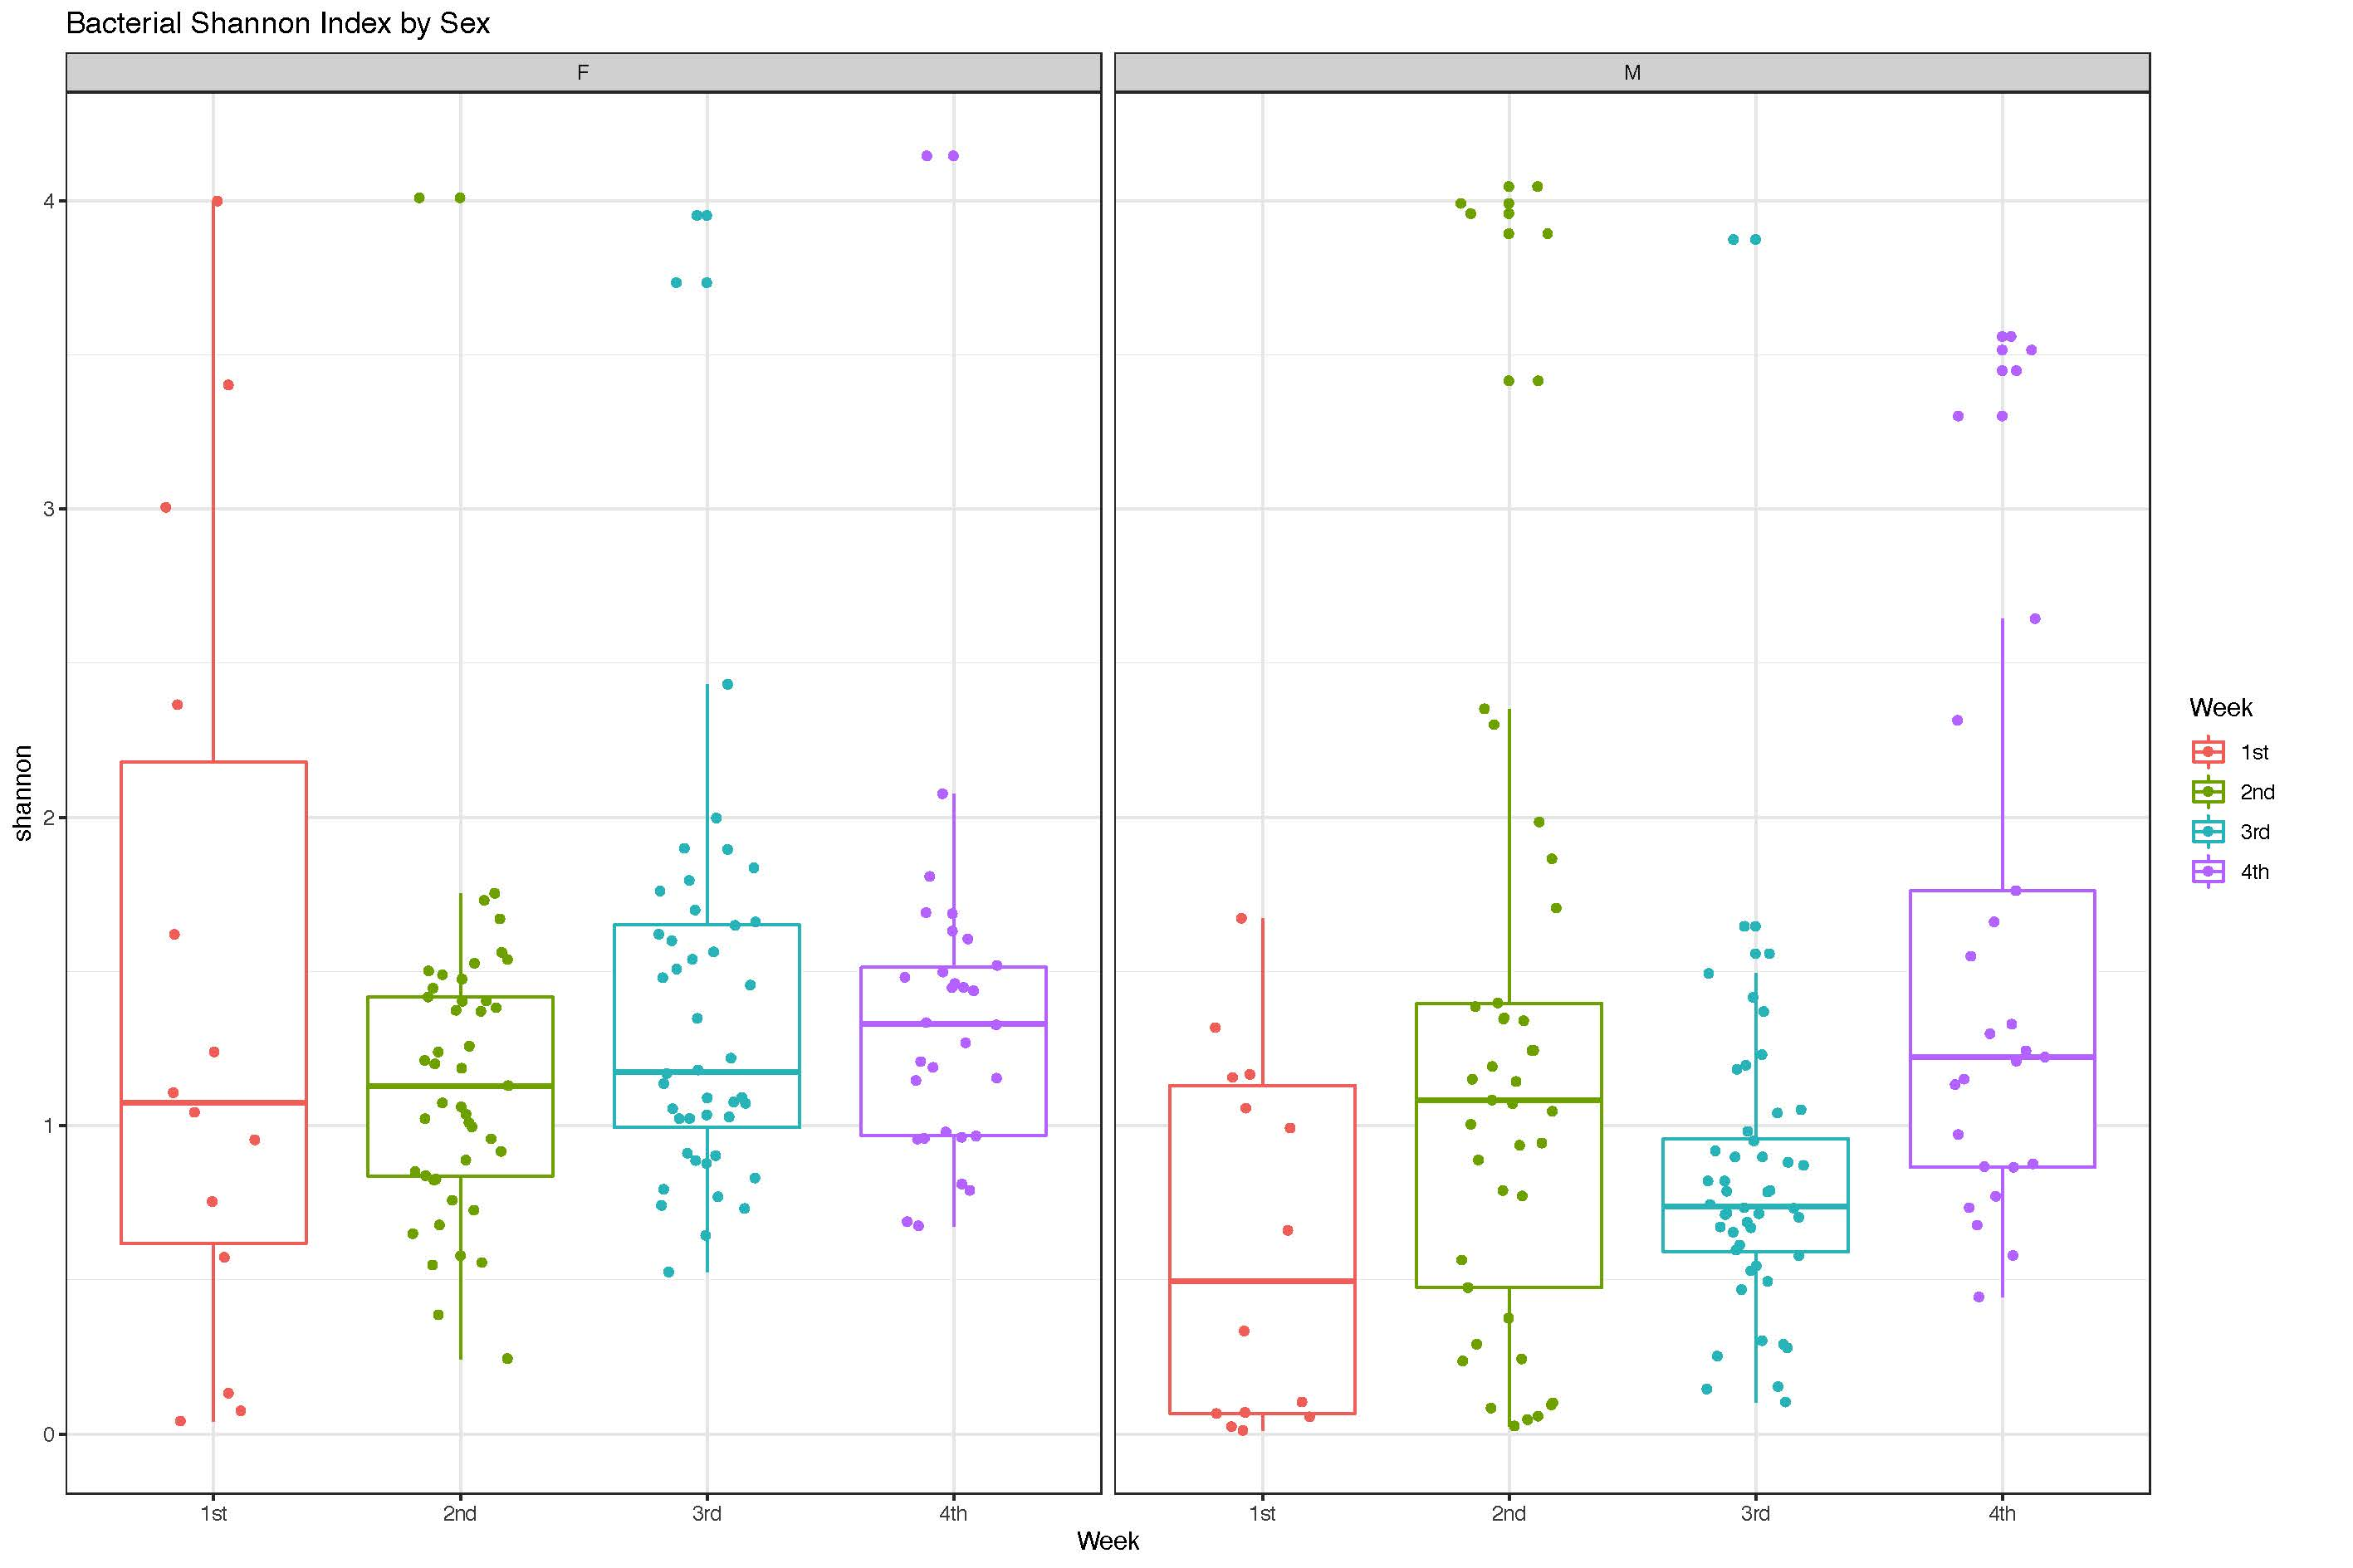 Bacterial Shannon Index by Sex
F
M
4
3
2
1
0
shannon
1st
2nd
3rd
4th
1st
2nd
3rd
4th
Week
Week
1st
2nd
3rd
4th